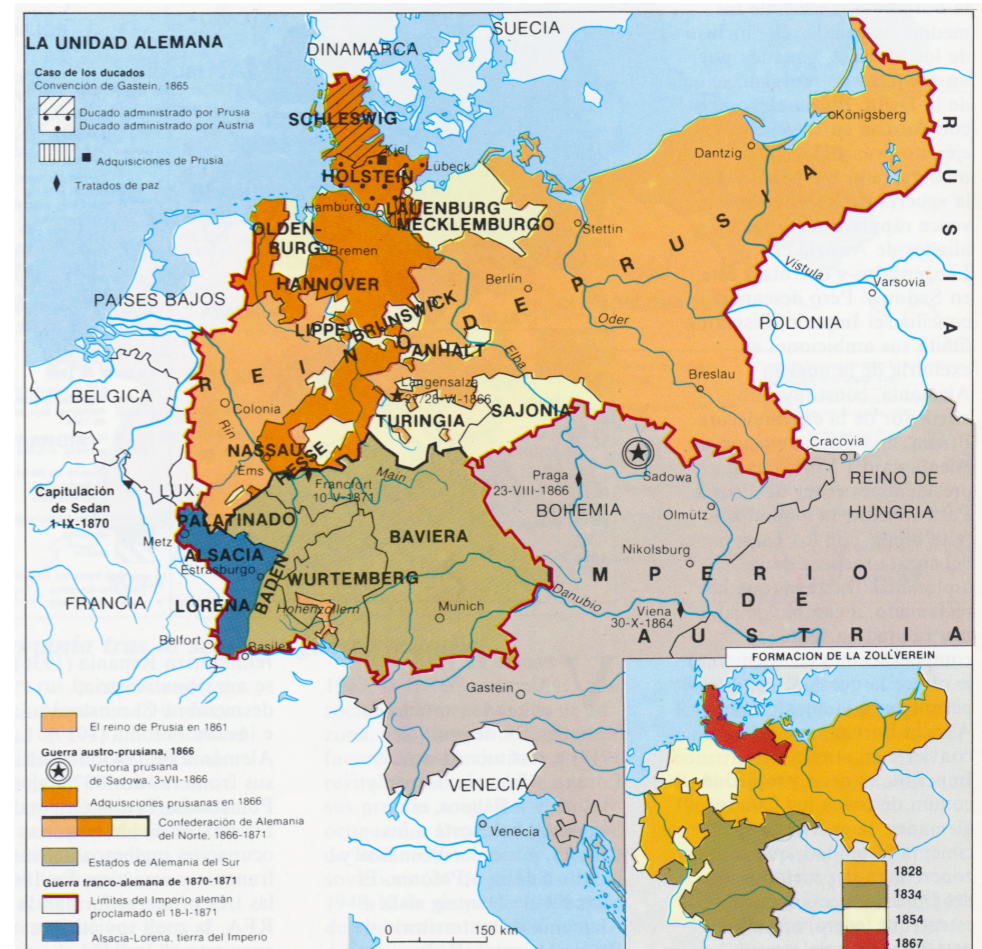 LA UNIDAD ALEMANA
Caso de los ducados
Convención de Gastein, 1865
Ducado administrado por Prusia
Ducado administrado por Austria
Adquisiciones de Prusia
Tratados de paz
DINAMARCA
SUECIA
SCHLESWIG
Kiel
HOLSTEIN
Lübeck
Hamburgo
LAUENBURG
MECKLEMBURGO
OLDEN-
BURG
Bremen
HANNOVER
Dantzig
Königsberg
Stettin
Berlín
RUSIA
PAISES BAJOS
LIPPE
BRUNSWICK
ANHALT
REINO DE PRUSIA
Oder
Elba
Vistula
Varsovia
POLONIA
BELGICA
Colonia
Rin
Langensalza
27/28-VI-1866
TURINGIA
SAJONIA
Breslau
Cracovia
NASSAU
Ems
HESSE
Francfort
10-V-1871
Main
LUX.
Capitulación
de Sedan
1-IX-1870
Praga
23-VIII-1866
Sadowa
BOHEMIA
Olmütz
REINO DE
HUNGRIA
PALATINADO
Metz
ALSACIA
Estrasburgo
BAVIERA
Nikolsburg
BADEN
WURTEMBERG
IMPERIO
DE
AUSTRIA
FRANCIA
LORENA
Hohenzollern
Munich
Danubio
Viena
30-X-1864
Belfort
Basilea
Gastein
VENECIA
Venecia
El reino de Prusia en 1861
Guerra austro-prusiana, 1866
Victoria prusiana
de Sadowa. 3-VII-1866
Adquisiciones prusianas en 1866
Confederación de Alemania
del Norte. 1866-1871
Estados de Alemania del Sur
Guerra franco-alemana de 1870-1871
Limites del Imperio alemán
proclamado el 18-I-1871
Alsacia-Lorena, tierra del Imperio
0 150 km
FORMACION DE LA ZOLLVEREIN
1828
1834
1854
1867